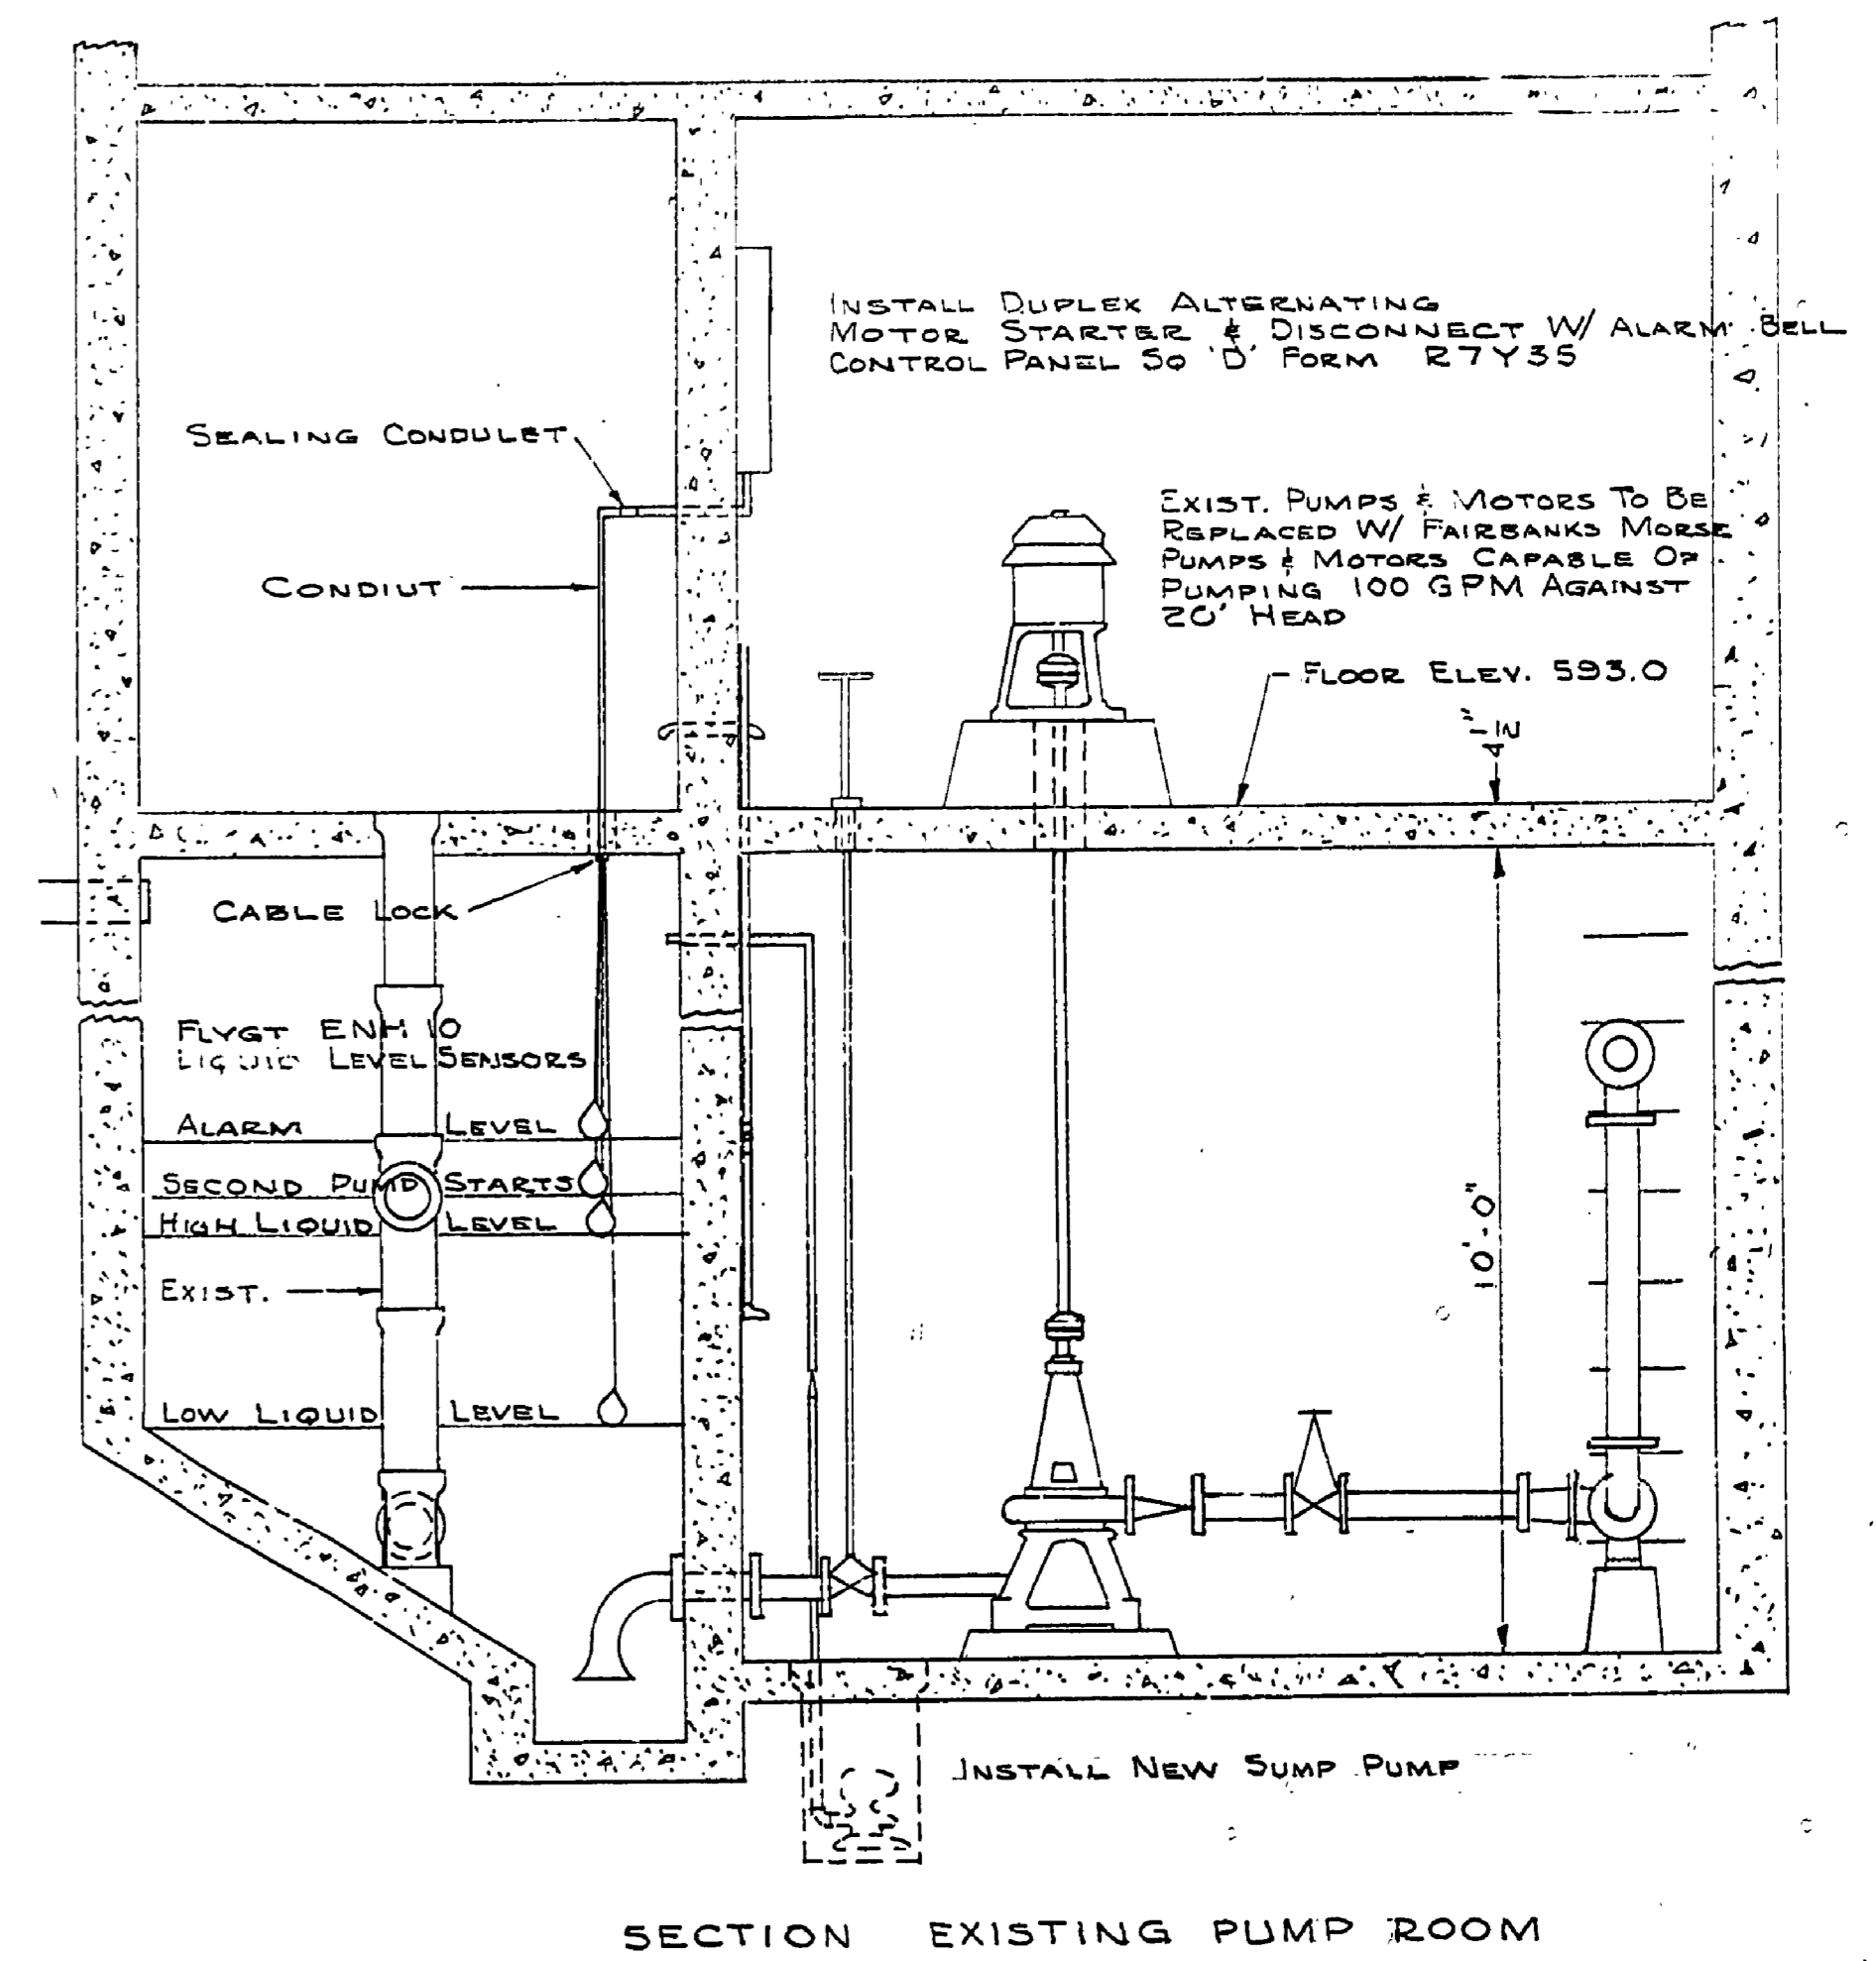 INSTALL DUPLEX ALTERNATING
MOTOR STARTER & DISCONNECT W/ ALARM BELL
CONTROL PANEL SQ 'D' FORM R7Y3S
SEALING CONDULET
EXIST. PUMPS & MOTORS TO BE
REPLACED W/ FAIRBANKS MORSE
PUMPS & MOTORS CAPABLE OF
PUMPING 100 GPM AGAINST
20' HEAD
CONDIUT
FLOOR ELEV. 593.0
CABLE LOCK
FLYGT ENH 10
LIQUID LEVEL SENSORS
ALARM LEVEL
SECOND PUMP STARTS
HIGH LIQUID LEVEL
EXIST.
10'-0"
LOW LIQUID LEVEL
INSTALL NEW SUMP PUMP
SECTION EXISTING PUMP ROOM